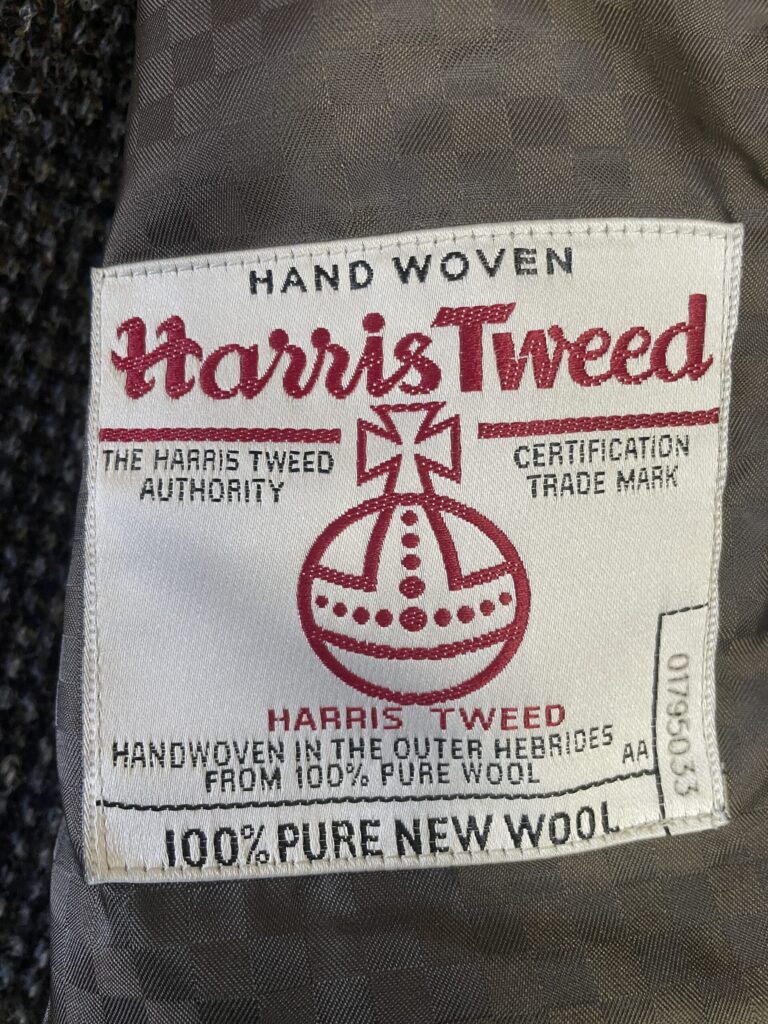 HAND WOVEN
Harris Tweed
THE HARRIS TWEED
AUTHORITY
CERTIFICATION
TRADE MARK
HARRIS TWEED
HANDWOVEN IN THE OUTER HEBRIDES
FROM 100% PURE WOOL
AA
01795033
100% PURE NEW WOOL